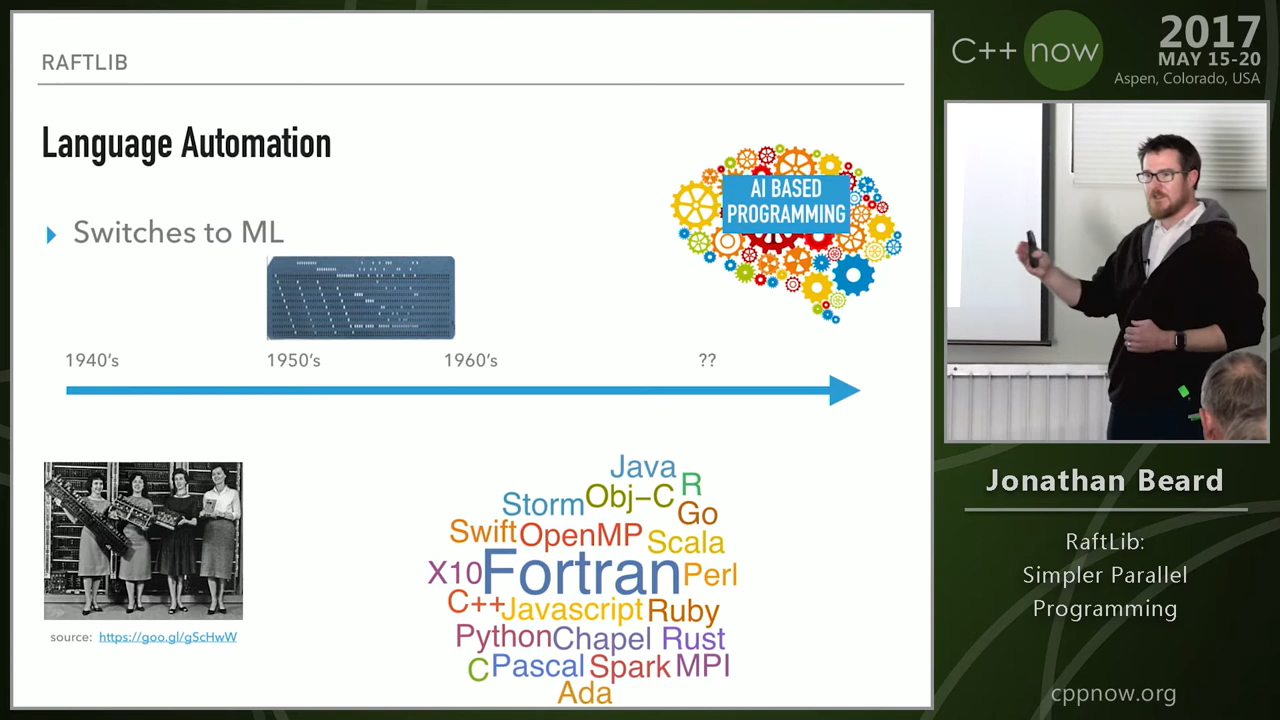 RAFTLIB
Language Automation
Switches to ML
AI BASED
PROGRAMMING
1940's
1950's
1960's
??
source: https://goo.gl/gScHwW
Java
Obj-C
R
Storm
Go
Swift
OpenMP
Scala
X10
Fortran
Perl
C++
Javascript
Ruby
Python
Chapel
Rust
C
Pascal
Spark
MPI
Ada
C++ now
2017
MAY 15-20
Aspen, Colorado, USA
Jonathan Beard
RaftLib:
Simpler Parallel
Programming
cppnow.org